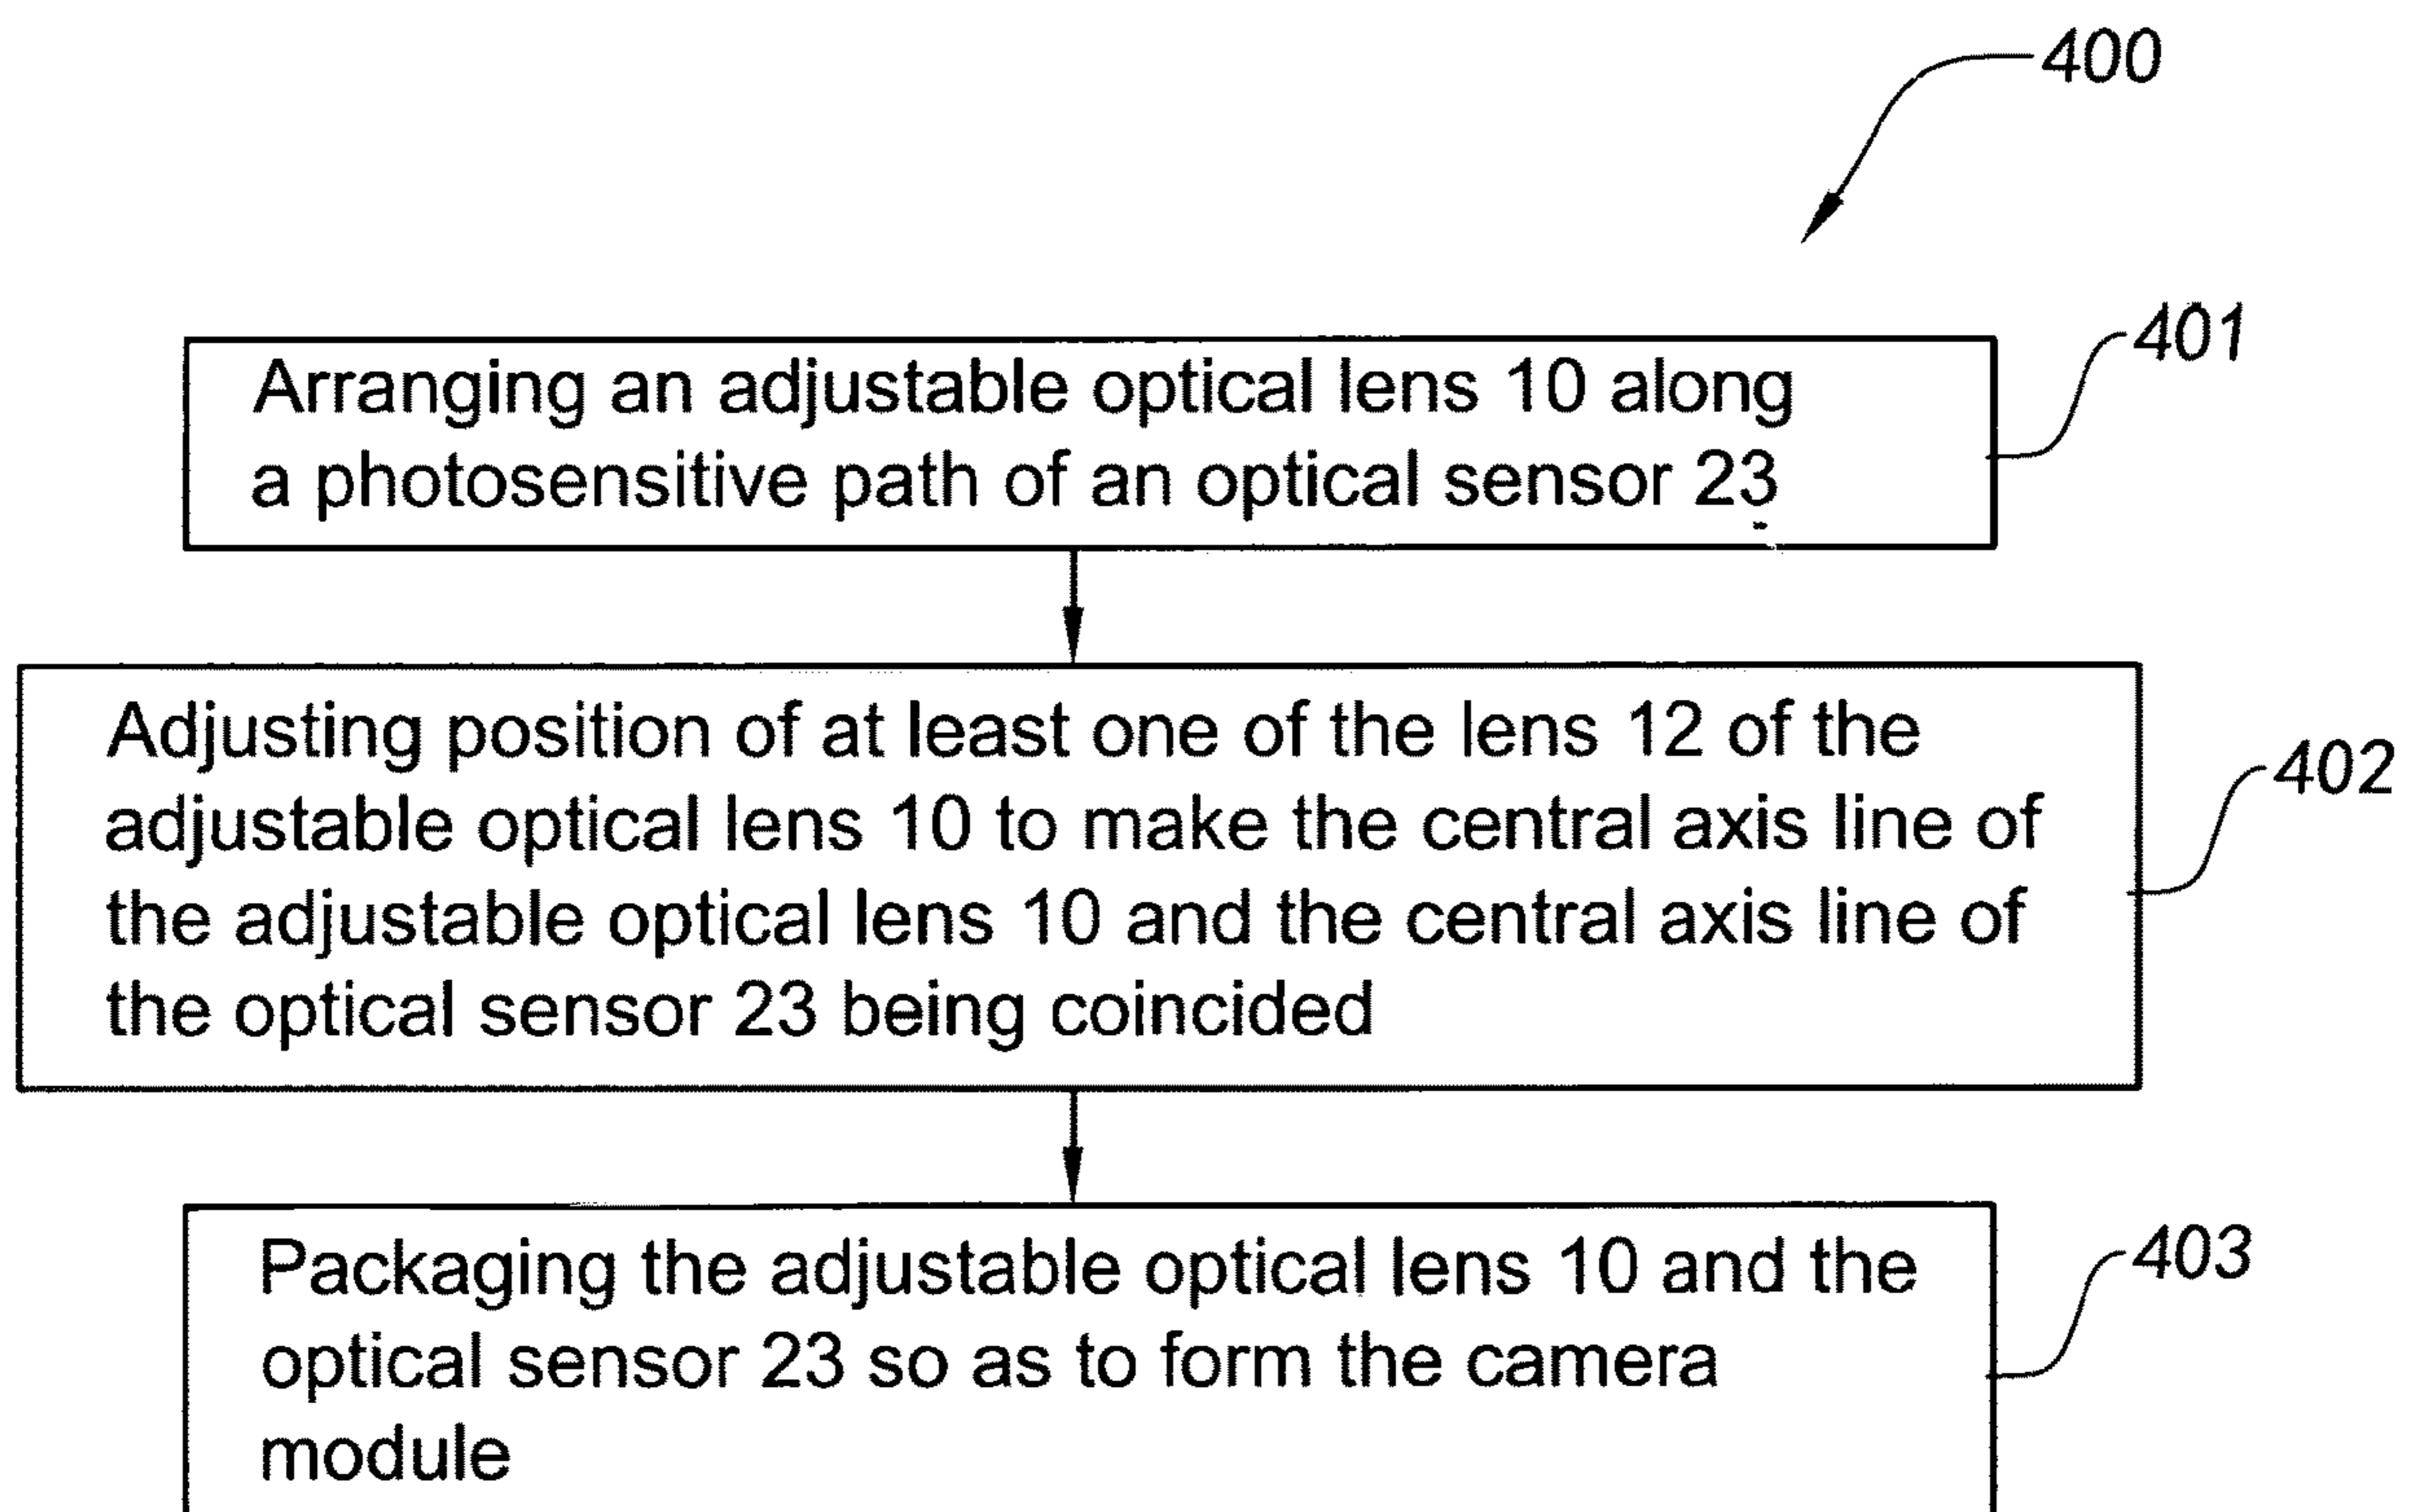 400
401
Arranging an adjustable optical lens 10 along
a photosensitive path of an optical sensor 23
402
Adjusting position of at least one of the lens 12 of the
adjustable optical lens 10 to make the central axis line of
the adjustable optical lens 10 and the central axis line of
the optical sensor 23 being coincided
403
Packaging the adjustable optical lens 10 and the
optical sensor 23 so as to form the camera
module